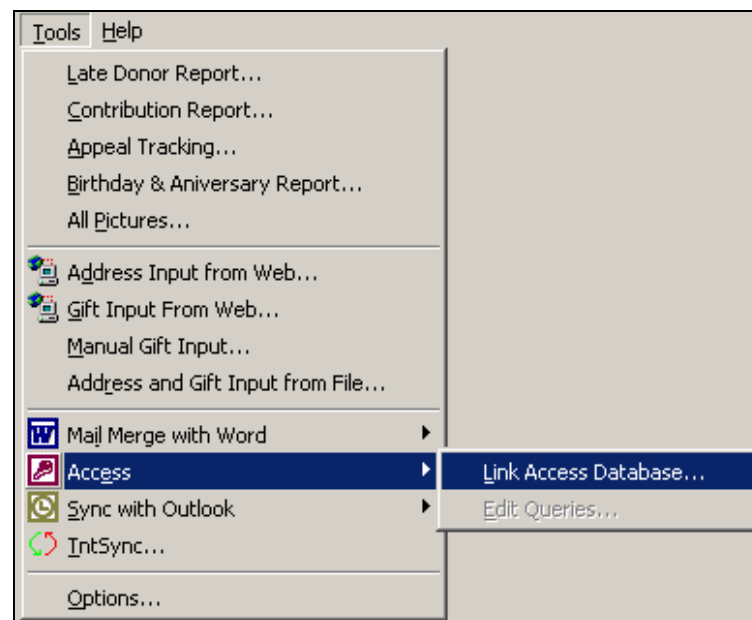 Tools Help
Late Donor Report...
Contribution Report...
Appeal Tracking...
Birthday & Aniversary Report...
All Pictures...
Address Input from Web...
Gift Input From Web...
Manual Gift Input...
Address and Gift Input from File...
Mail Merge with Word
Access
Link Access Database...
Sync with Outlook
Edit Queries...
TntSync...
Options...